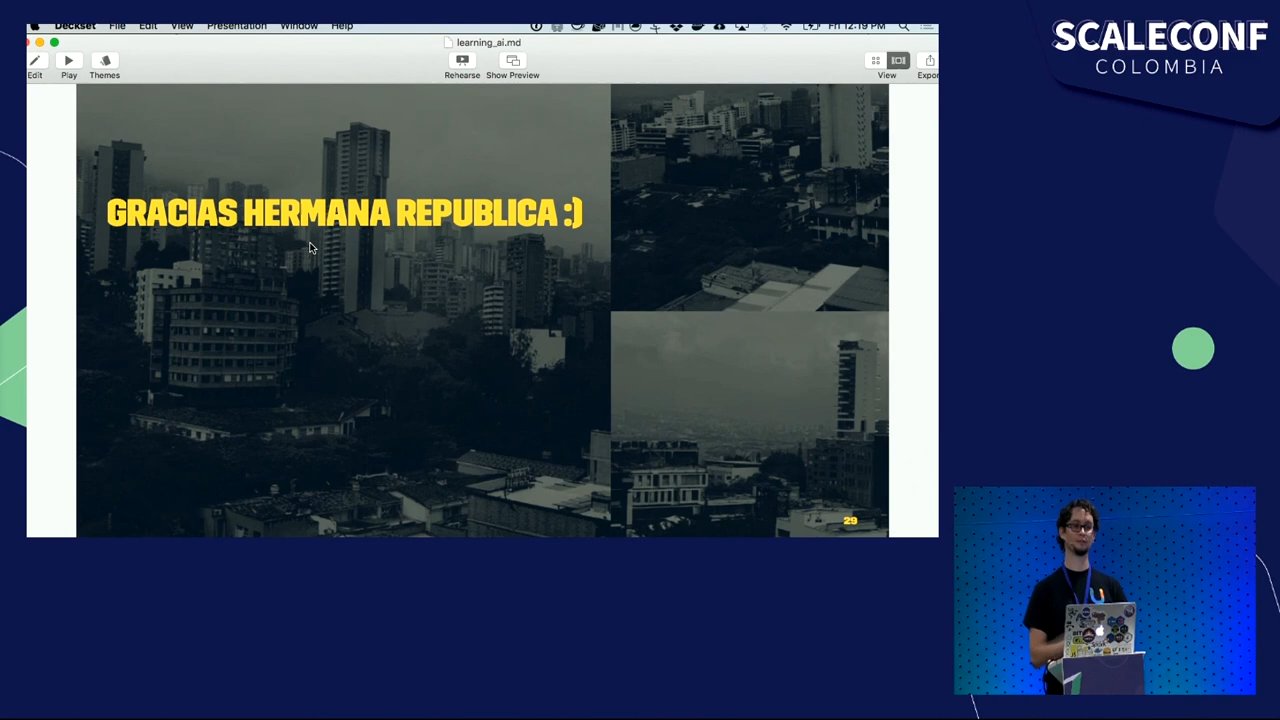 Deckset File Edit View Presentation Window Help Fri 12:19 PM
learning_ai.md
Edit Play Themes Rehearse Show Preview View
GRACIAS HERMANA REPUBLICA :)
29
SCALECONF
COLOMBIA